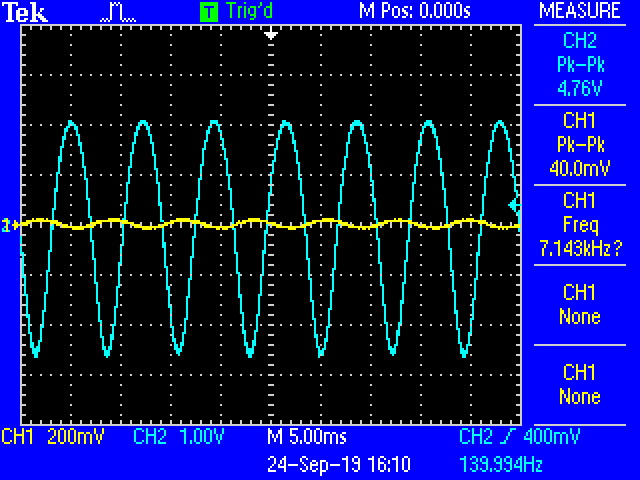 Tek
T Trig'd
M Pos: 0.000s
MEASURE
CH2
Pk-Pk
4.76V
CH1
Pk-Pk
40.0mV
CH1
Freq
7.143kHz?
CH1
None
CH1
None
CH1 200mV
CH2 1.00V
M 5.00ms
CH2 400mV
24-Sep-19 16:10
139.994Hz